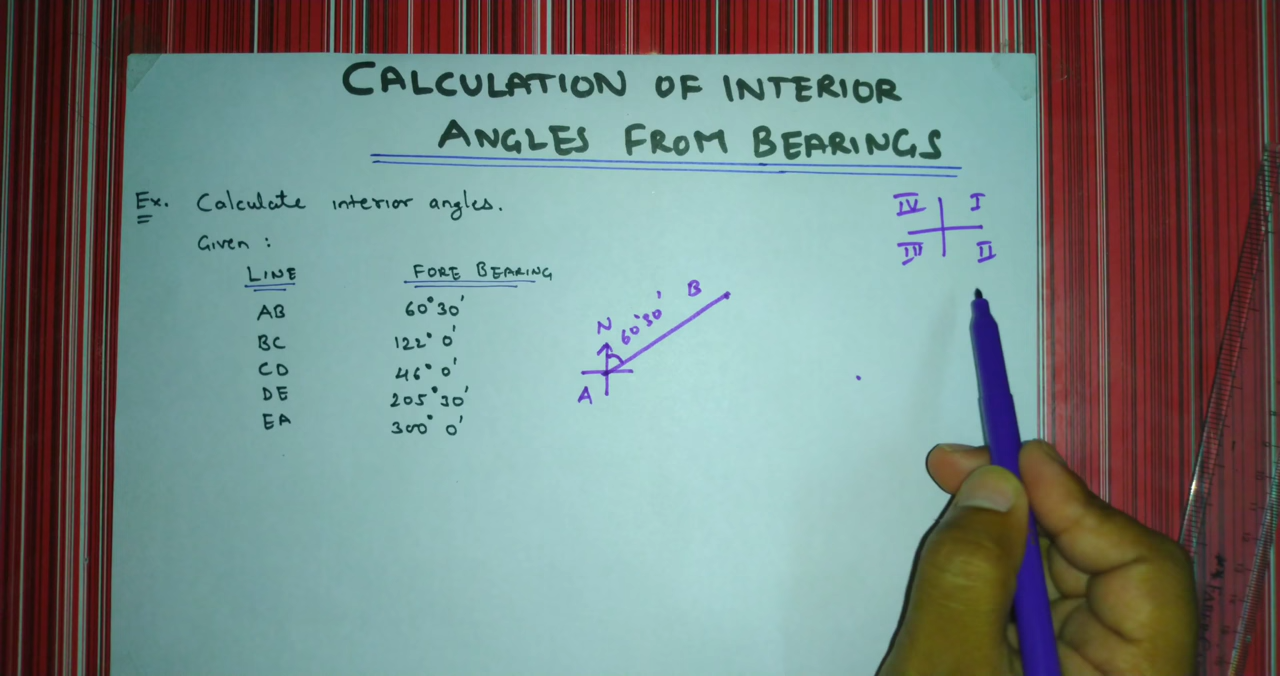 CALCULATION OF INTERIOR
ANGLES FROM BEARINGS
Ex. Calculate interior angles.
Given :
LINE FORE BEARING
AB 60°30'
BC 122° 0'
CD 46° 0'
DE 205°30'
EA 300° 0'
IV I
III II
N 60°30' B
A